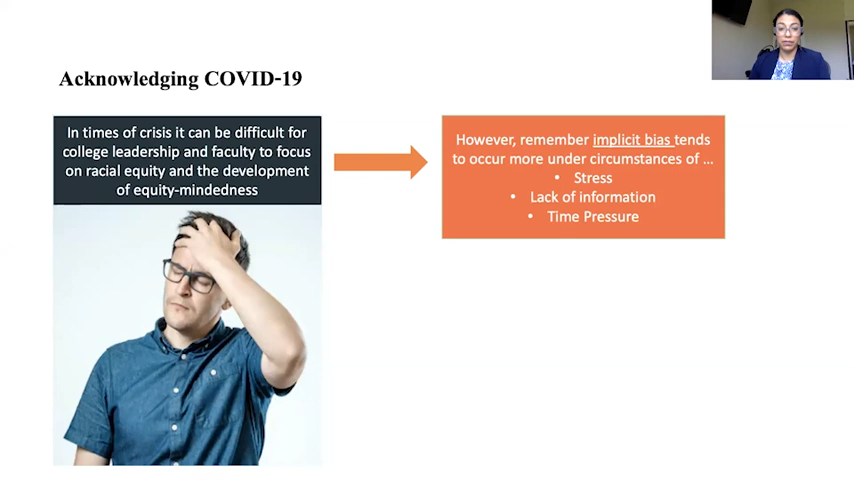 Acknowledging COVID-19
In times of crisis it can be difficult for
college leadership and faculty to focus
on racial equity and the development
of equity-mindedness
However, remember implicit bias tends
to occur more under circumstances of ...
• Stress
• Lack of information
• Time Pressure